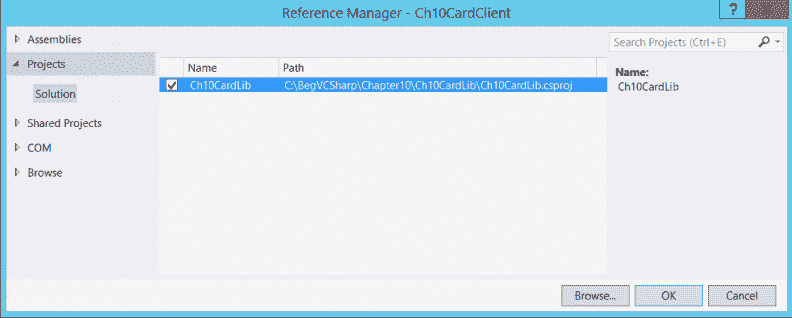 Reference Manager - Ch10CardClient
?
Assemblies
Projects
Solution
Shared Projects
COM
Browse
Name Path
Ch10CardLib C:\BegVCSharp\Chapter10\Ch10CardLib\Ch10CardLib.csproj
Search Projects (Ctrl+E)
Name:
Ch10CardLib
Browse... OK Cancel